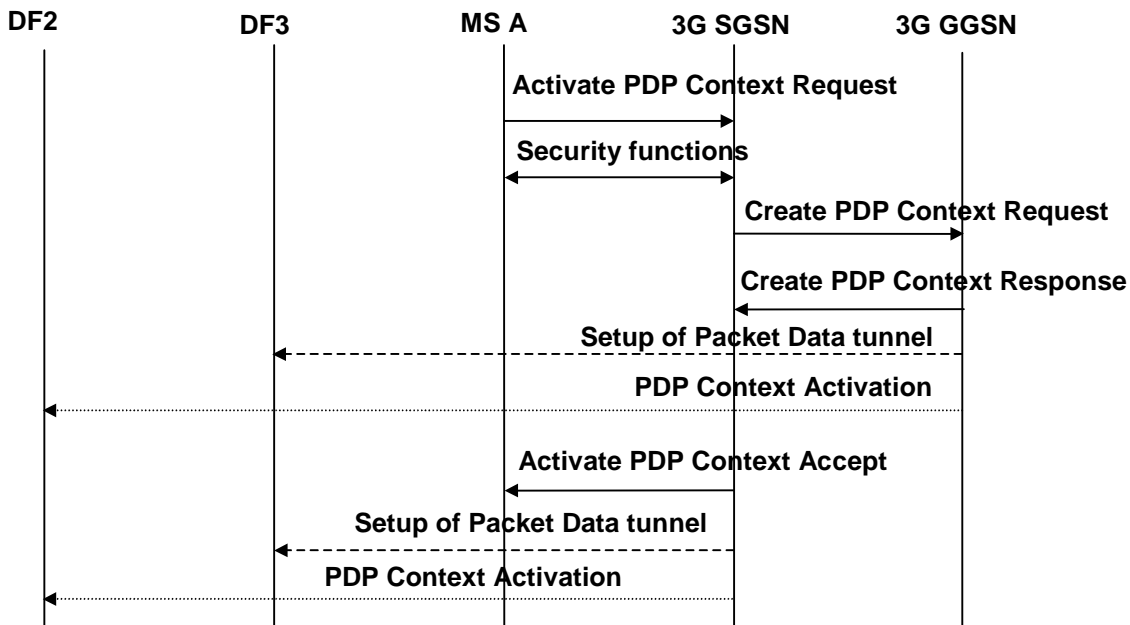 DF2
DF3
MS A
3G SGSN
3G GGSN
Activate PDP Context Request
Security functions
Create PDP Context Request
Create PDP Context Response
Setup of Packet Data tunnel
PDP Context Activation
Activate PDP Context Accept
Setup of Packet Data tunnel
PDP Context Activation